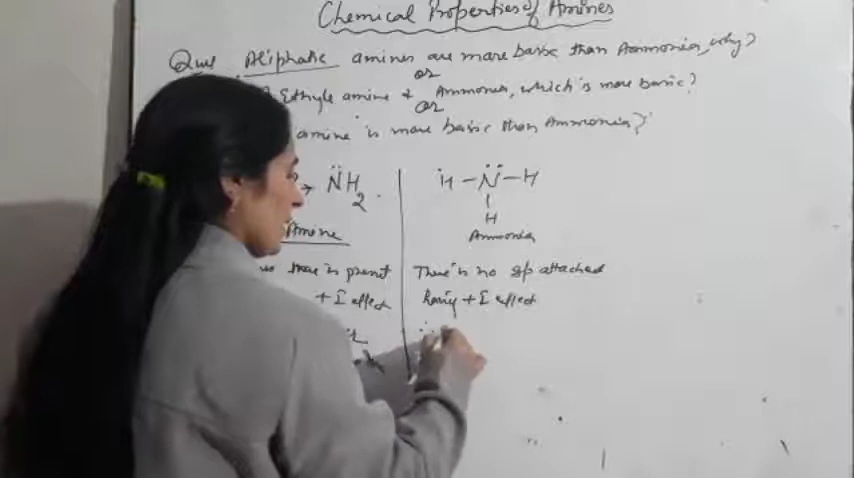 Chemical Properties of Amines
Que Aliphatic amines are more basic than Ammonia, why?
or
Ethyle amine & Ammonia, which is more basic?
or
amine is more basic than Ammonia?
→ N̈H2.
H - N̈ - H
H
Amine
Ammonia
there is present
+ I effect
There is no gp attached
having + I effect
∴